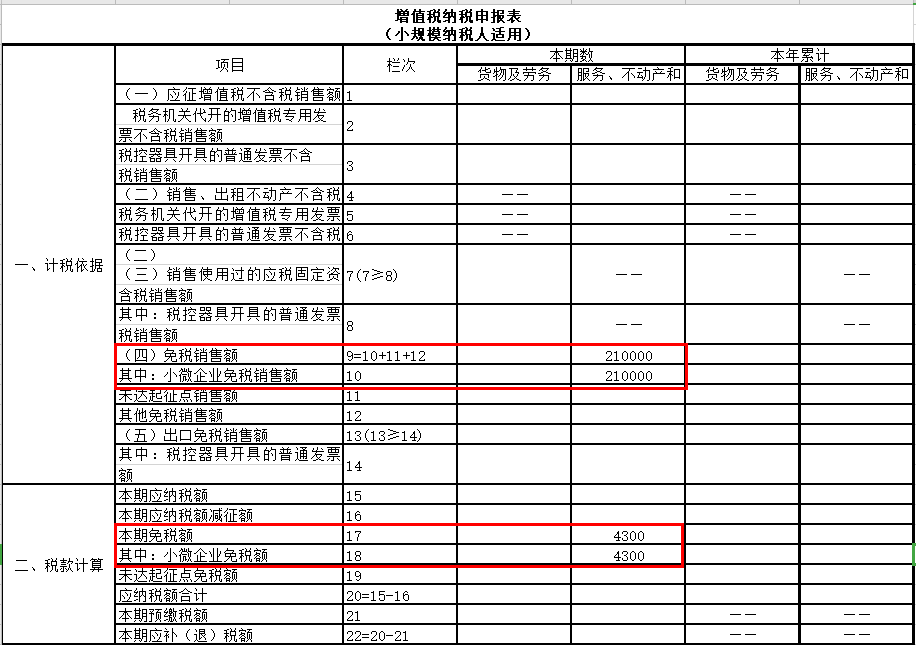 增值税纳税申报表
（小规模纳税人适用）
项目 栏次 本期数 本年累计
货物及劳务 服务、不动产和 货物及劳务 服务、不动产和
一、计税依据
（一）应征增值税不含税销售额 1
税务机关代开的增值税专用发
票不含税销售额 2
税控器具开具的普通发票不含
税销售额 3
（二）销售、出租不动产不含税 4 —— ——
税务机关代开的增值税专用发票 5 —— ——
税控器具开具的普通发票不含税 6 —— ——
（二）
（三）销售使用过的应税固定资 7(7≥8) —— ——
含税销售额
其中：税控器具开具的普通发票
税销售额 8 —— ——
（四）免税销售额 9=10+11+12 210000
其中：小微企业免税销售额 10 210000
未达起征点销售额 11
其他免税销售额 12
（五）出口免税销售额 13(13≥14)
其中：税控器具开具的普通发票
额 14
二、税款计算
本期应纳税额 15
本期应纳税额减征额 16
本期免税额 17 4300
其中：小微企业免税额 18 4300
未达起征点免税额 19
应纳税额合计 20=15-16
本期预缴税额 21 —— ——
本期应补（退）税额 22=20-21 —— ——